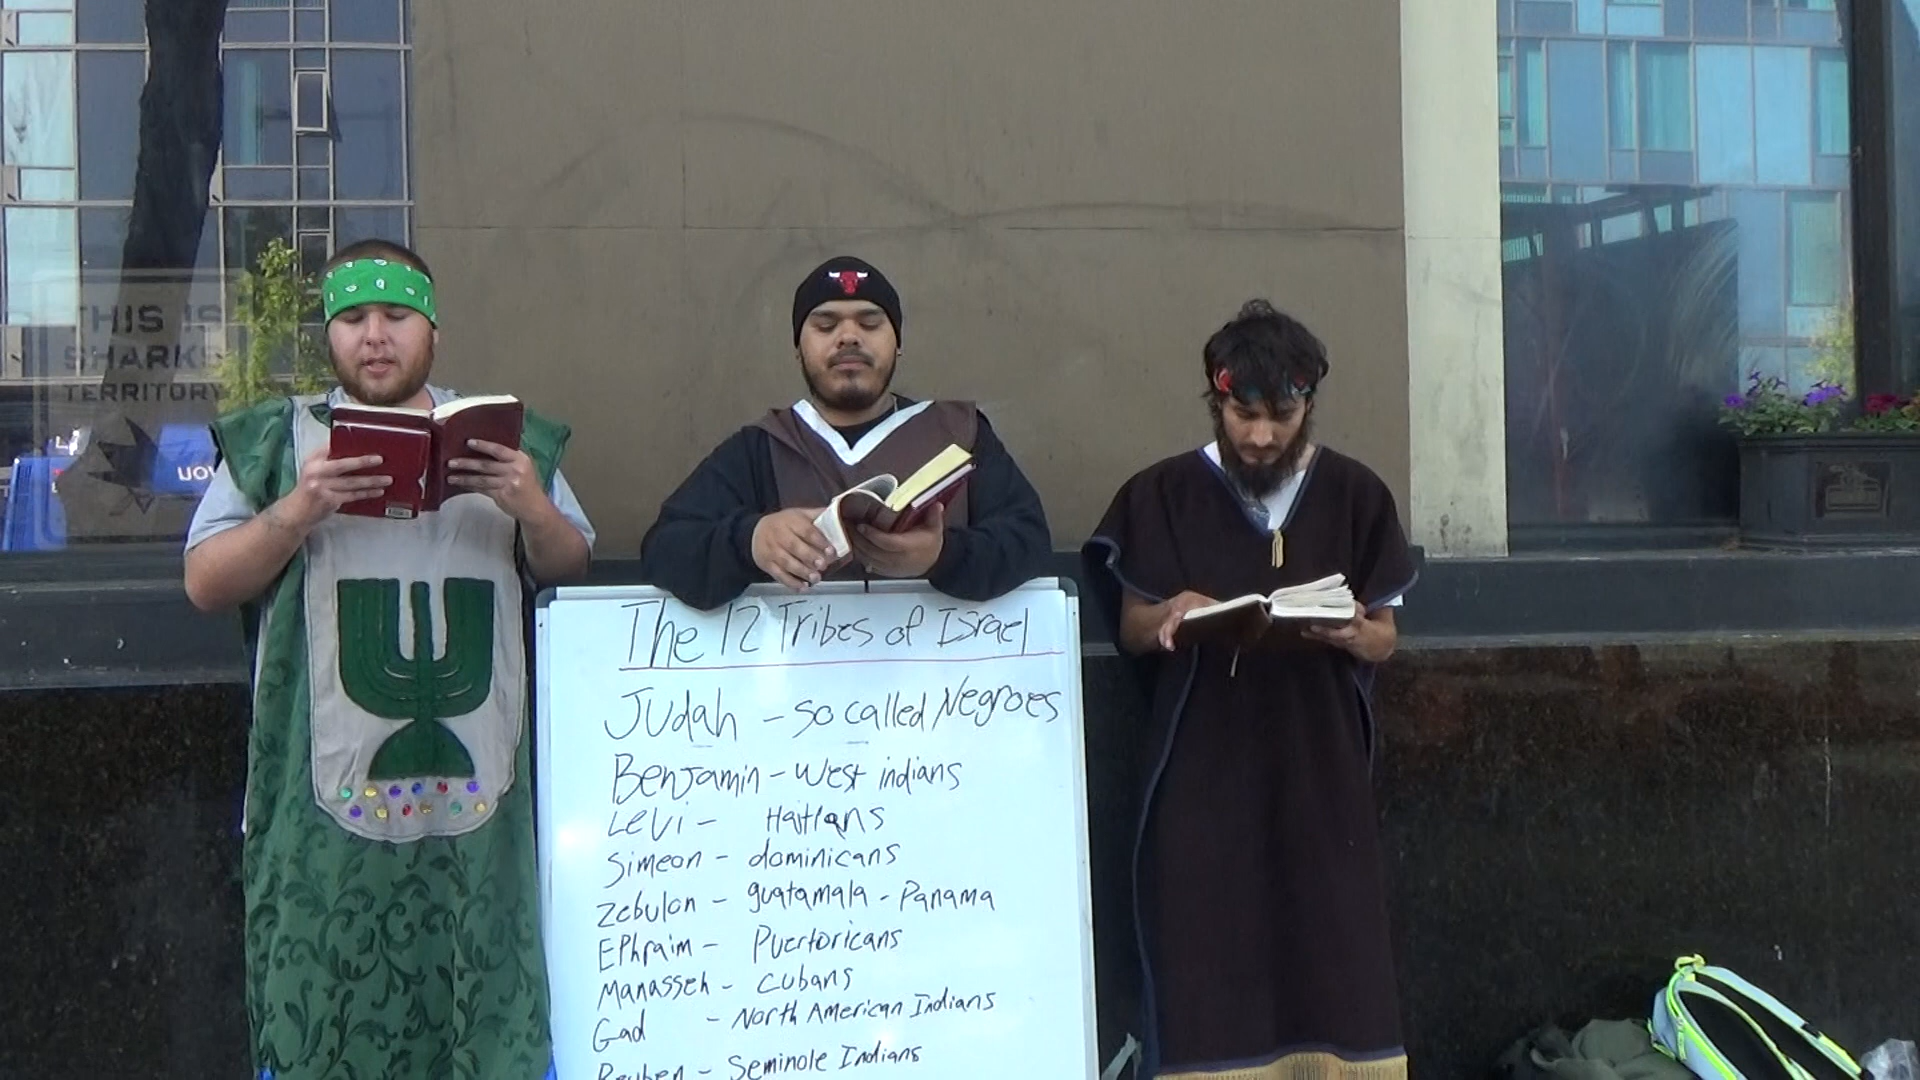 THIS IS
SHARKS
TERRITORY
The 12 Tribes of Israel
Judah - so called Negroes
Benjamin - West indians
Levi - Haitians
Simeon - dominicans
Zebulon - guatamala - Panama
Ephraim - Puertoricans
Manasseh - Cubans
Gad - North American Indians
Reuben - Seminole Indians